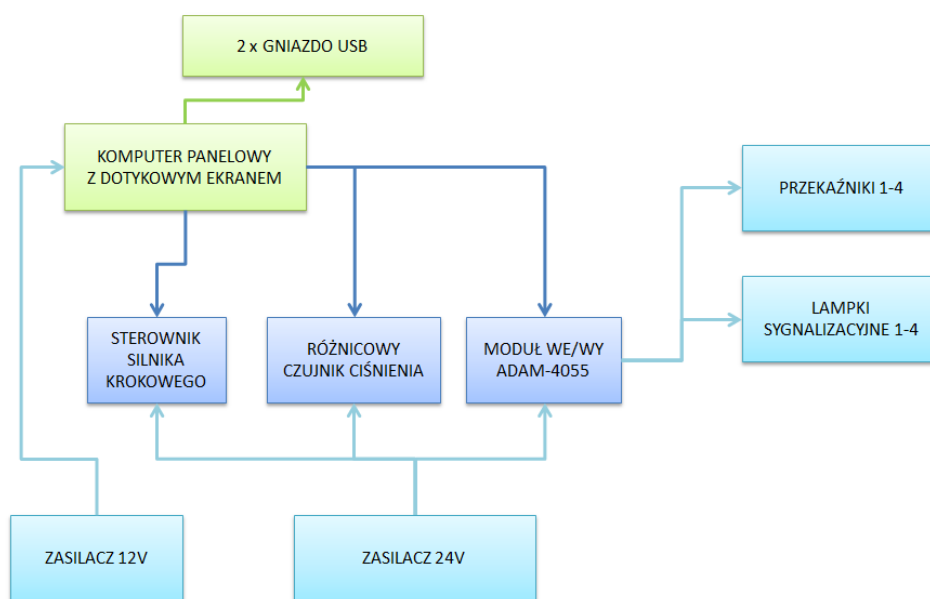 2 x GNIAZDO USB
KOMPUTER PANELOWY
Z DOTYKOWYM EKRANEM
PRZEKAŹNIKI 1-4
LAMPKI
SYGNALIZACYJNE 1-4
STEROWNIK
SILNIKA
KROKOWEGO
RÓŻNICOWY
CZUJNIK CIŚNIENIA
MODUŁ WE/WY
ADAM-4055
ZASILACZ 12V
ZASILACZ 24V